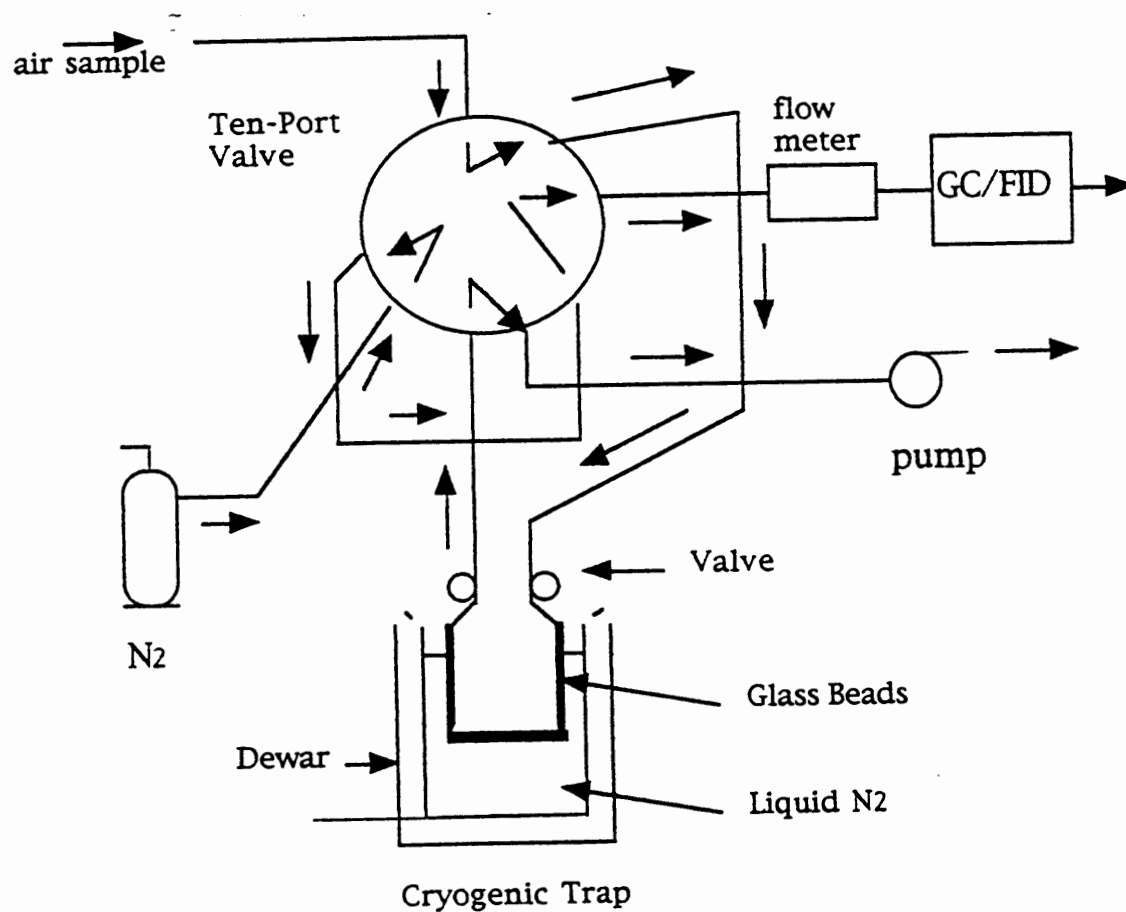 air sample
Ten-Port
Valve
flow
meter
GC/FID
pump
Valve
N2
Glass Beads
Dewar
Liquid N2
Cryogenic Trap